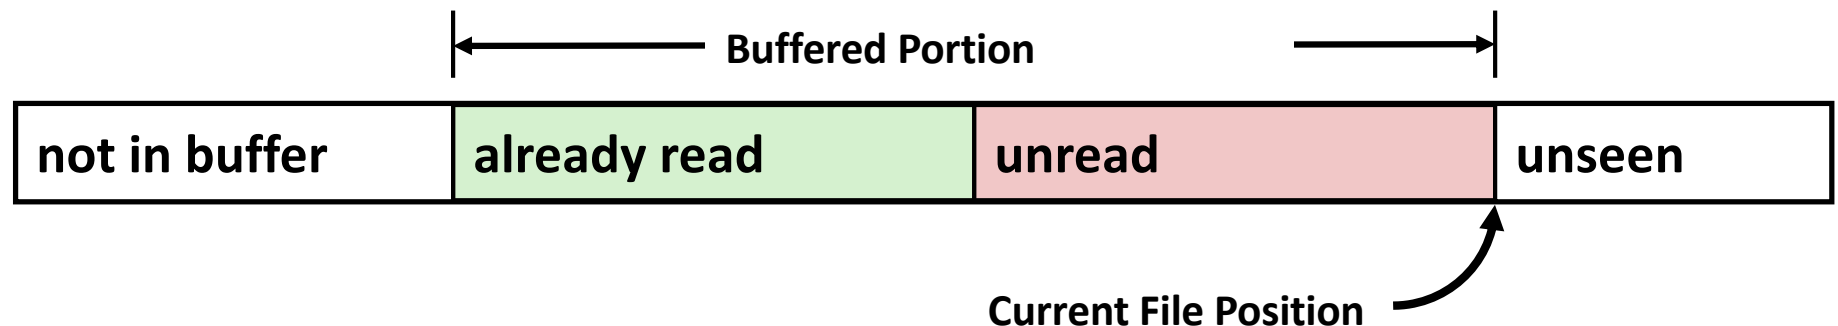 Buffered Portion
not in buffer already read unread unseen
Current File Position